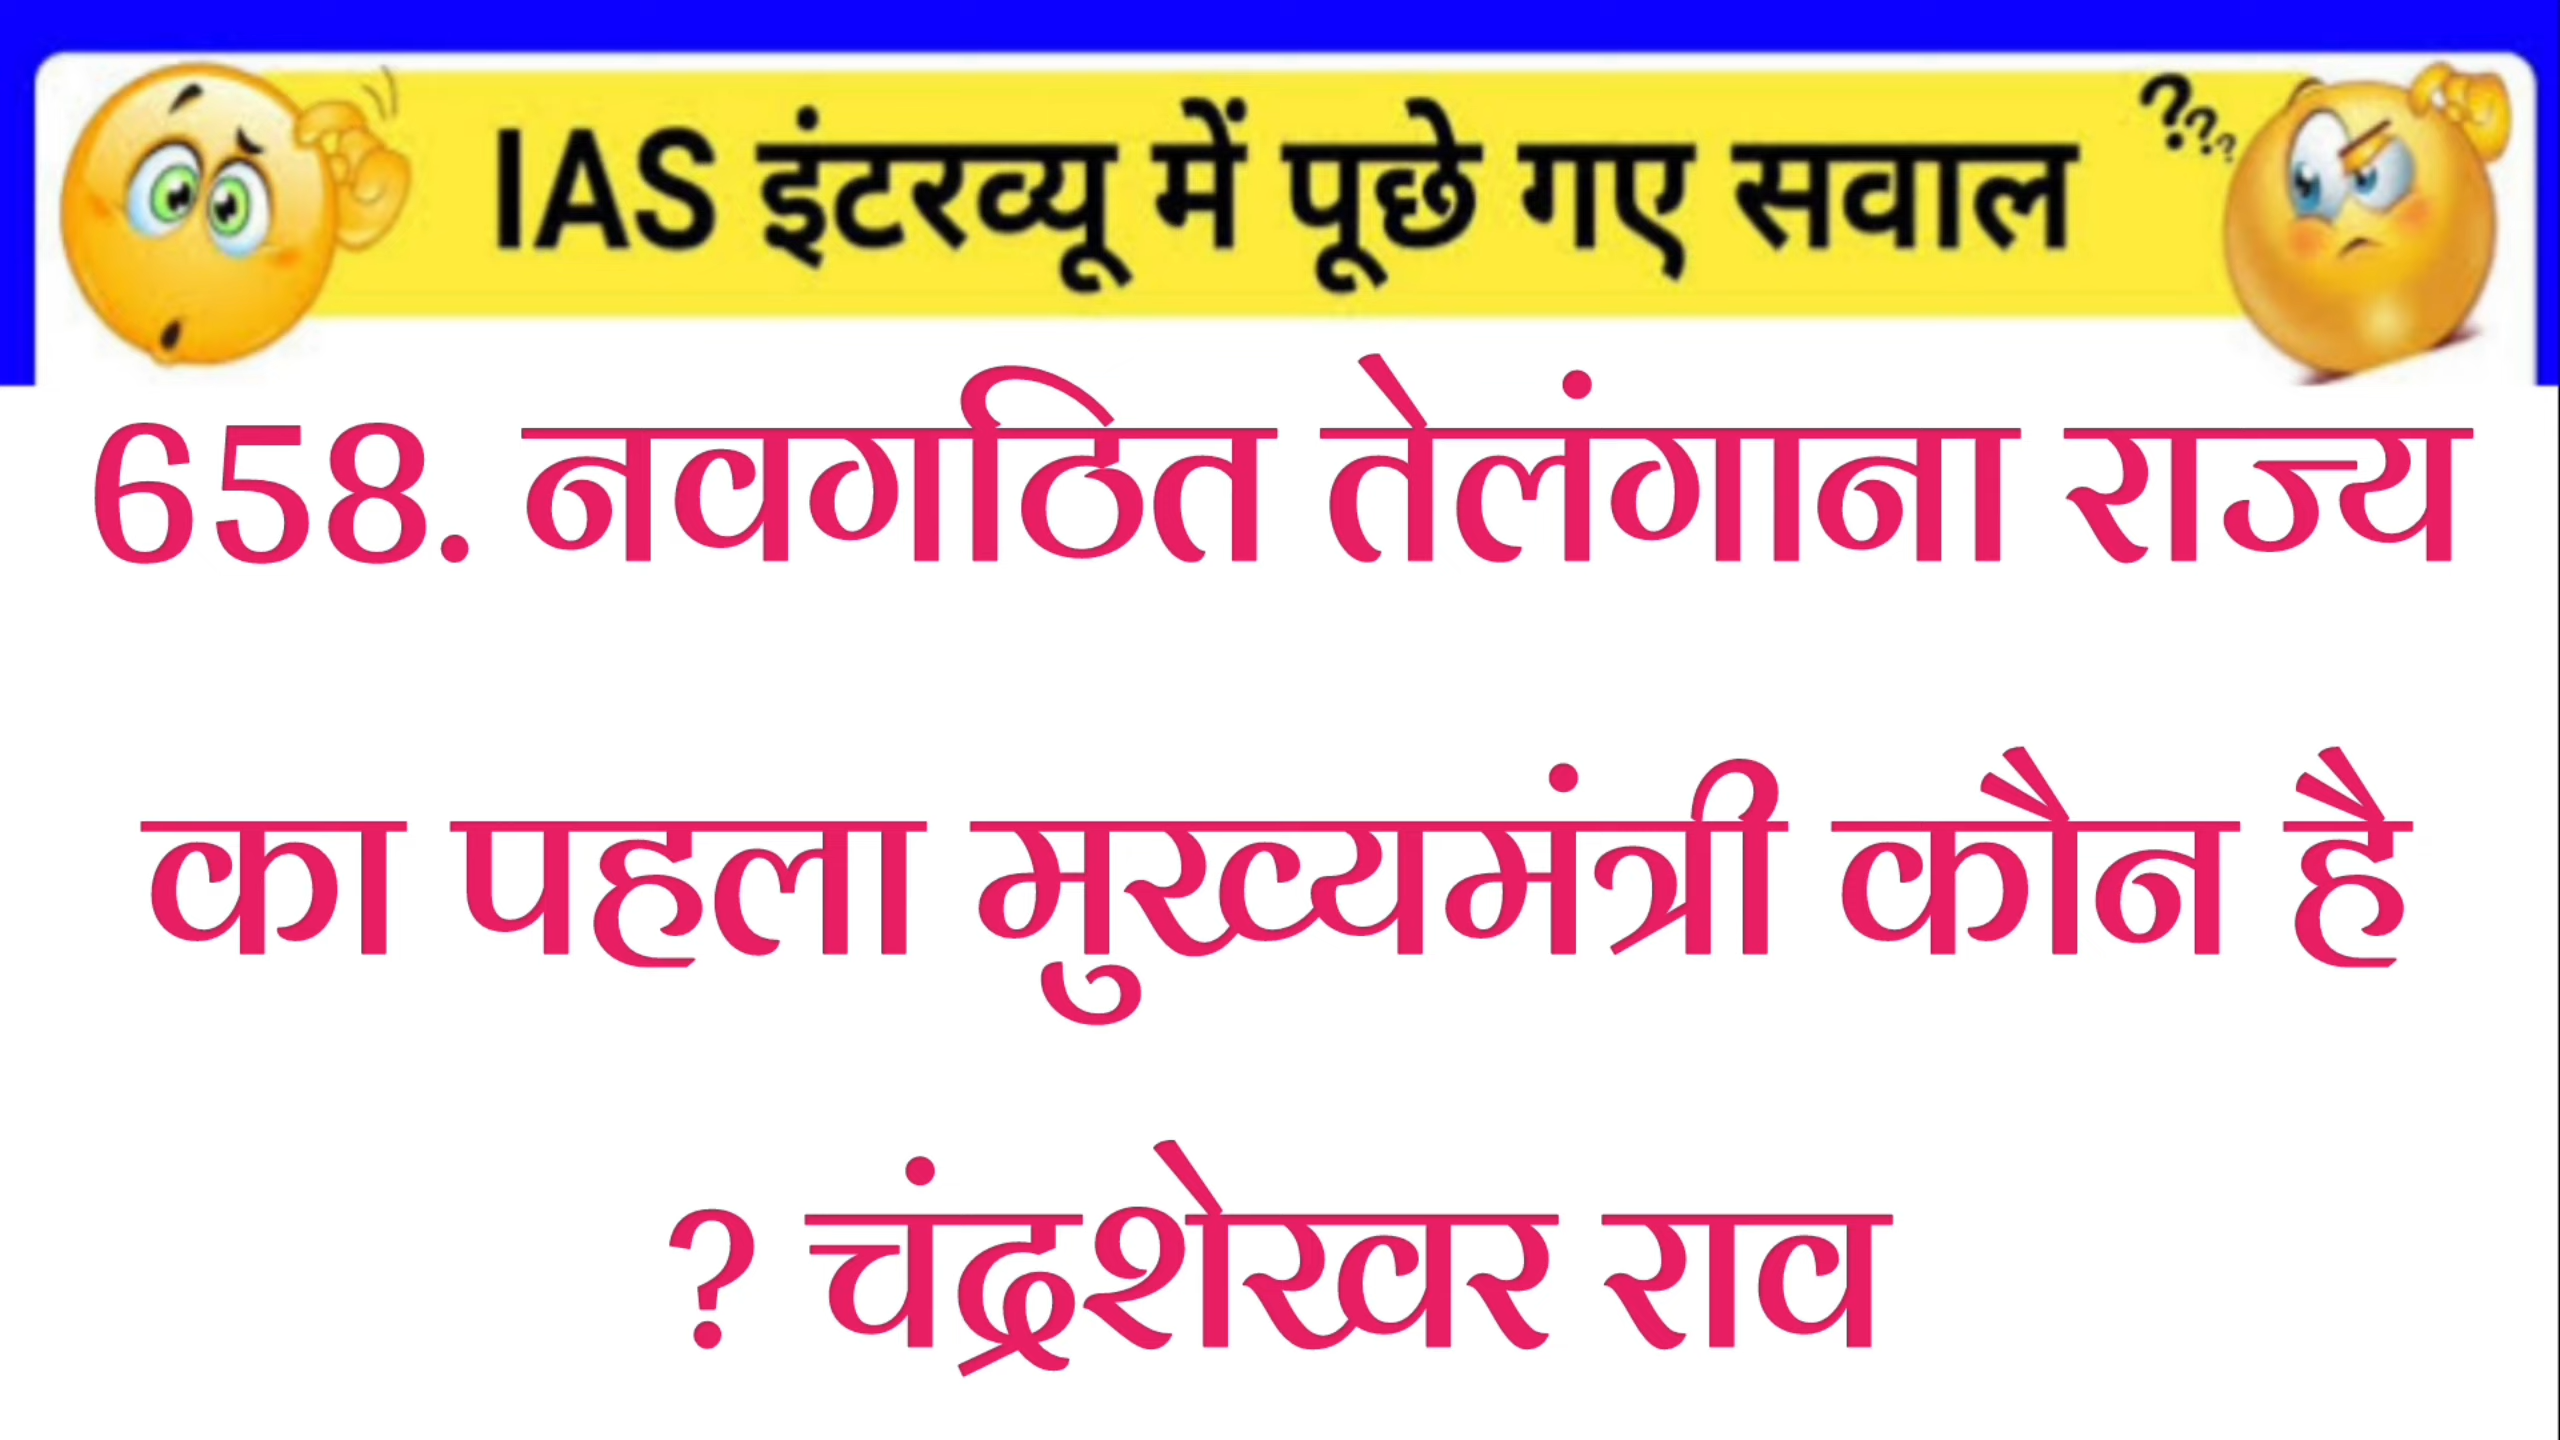 IAS इंटरव्यू में पूछे गए सवाल
???
658. नवगठित तेलंगाना राज्य
का पहला मुख्यमंत्री कौन है
? चंद्रशेखर राव